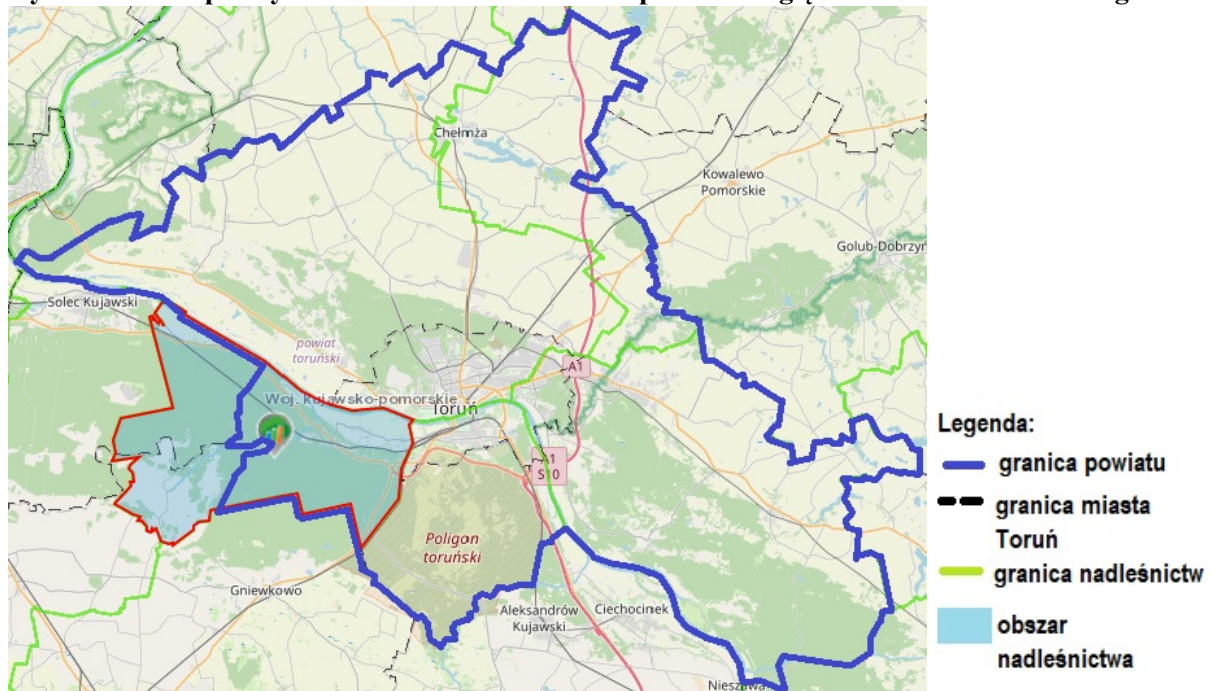 Chełmża
Kowalewo
Pomorskie
Golub-Dobrzyń
Solec Kujawski
powiat
toruński
A1
Woj. kujawsko-pomorskie
Toruń
A1
S10
Poligon
toruński
Gniewkowo
Aleksandrów
Kujawski
Ciechocinek
Nieszawa
Legenda:
granica powiatu
granica miasta
Toruń
granica nadleśnictw
obszar
nadleśnictwa